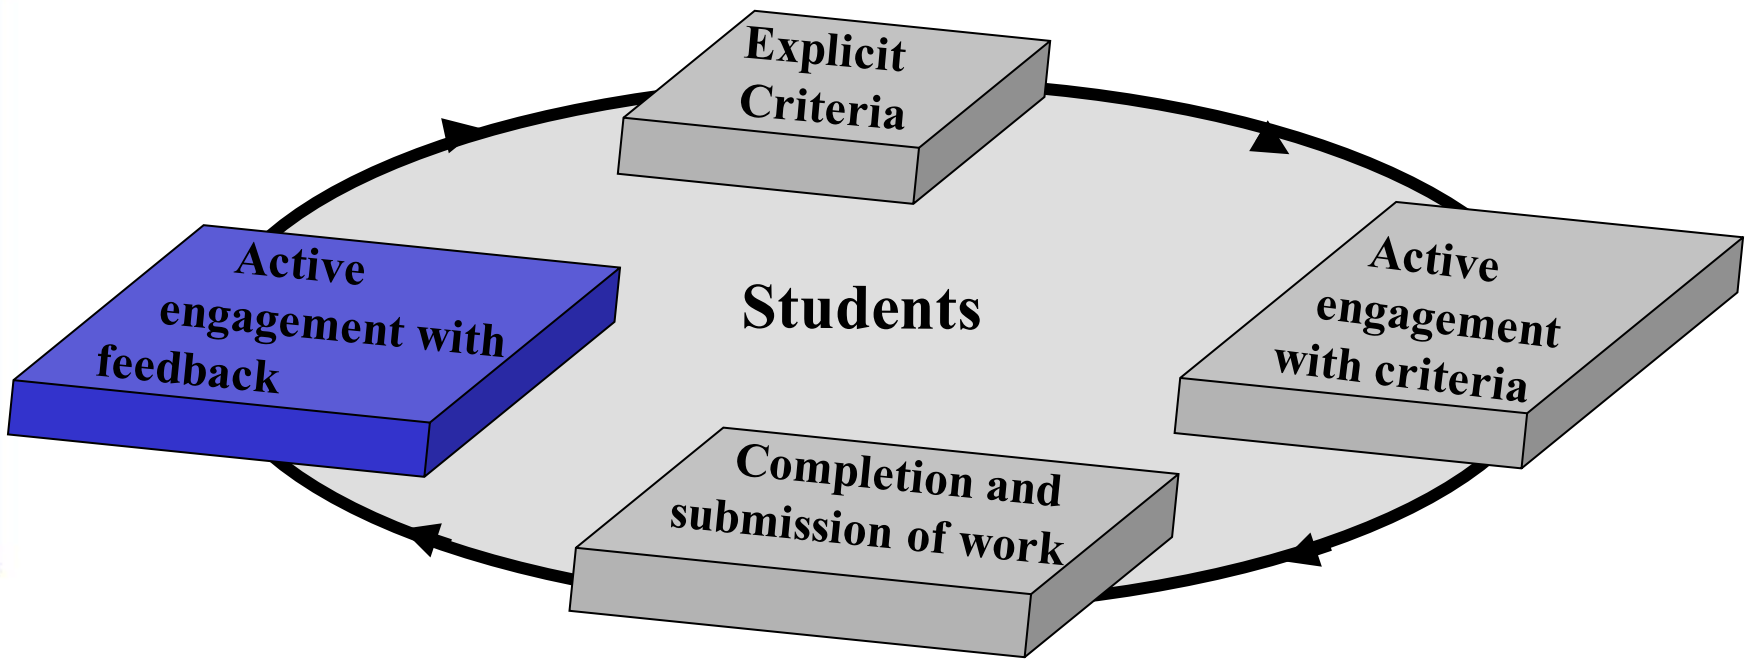 Explicit
Criteria
Active
engagement with
feedback
Students
Active
engagement
with criteria
Completion and
submission of work